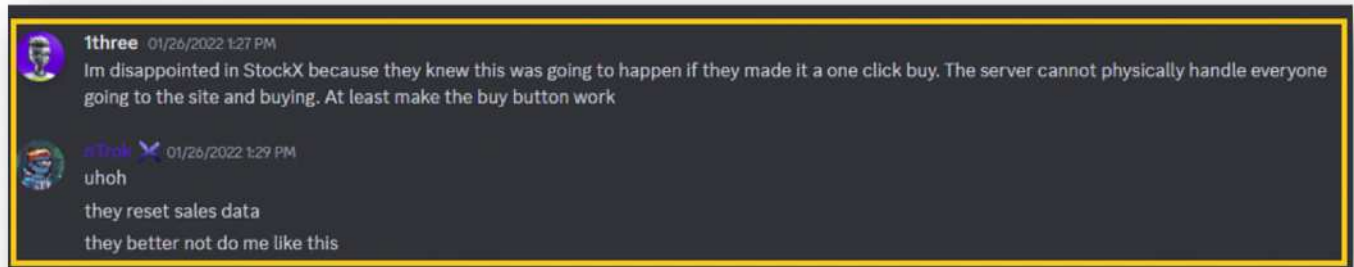 1three 01/26/2022 1:27 PM
Im disappointed in StockX because they knew this was going to happen if they made it a one click buy. The server cannot physically handle everyone
going to the site and buying. At least make the buy button work
nTrok 01/26/2022 1:29 PM
uhoh
they reset sales data
they better not do me like this